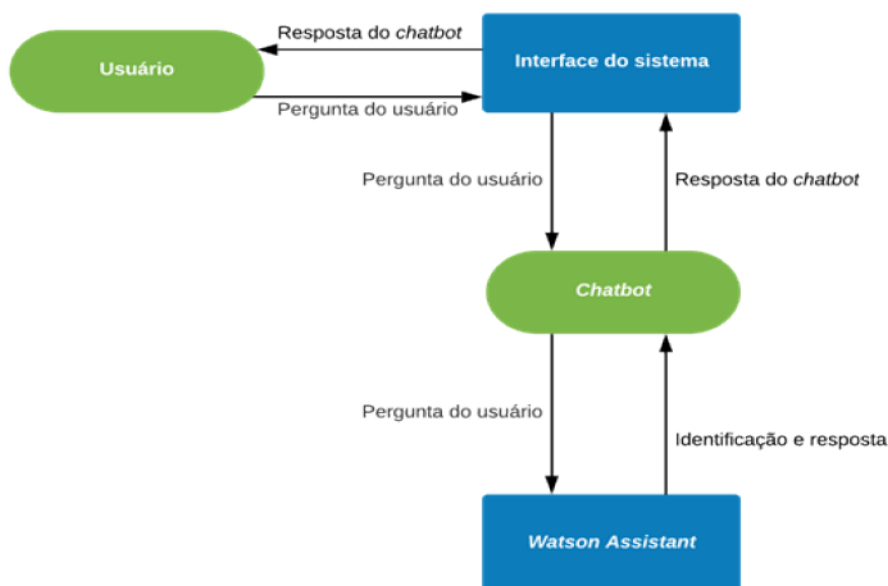 Resposta do chatbot
Usuário
Interface do sistema
Pergunta do usuário
Pergunta do usuário
Resposta do chatbot
Chatbot
Pergunta do usuário
Identificação e resposta
Watson Assistant